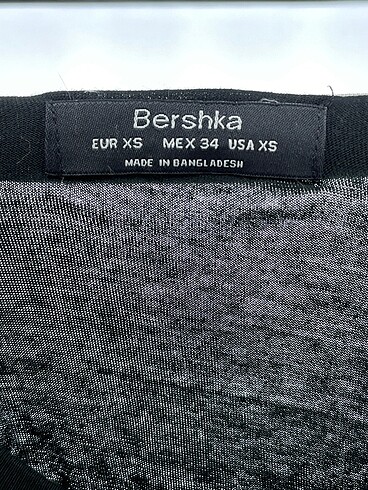 Bershka
EUR XS MEX 34 USA XS
MADE IN BANGLADESH